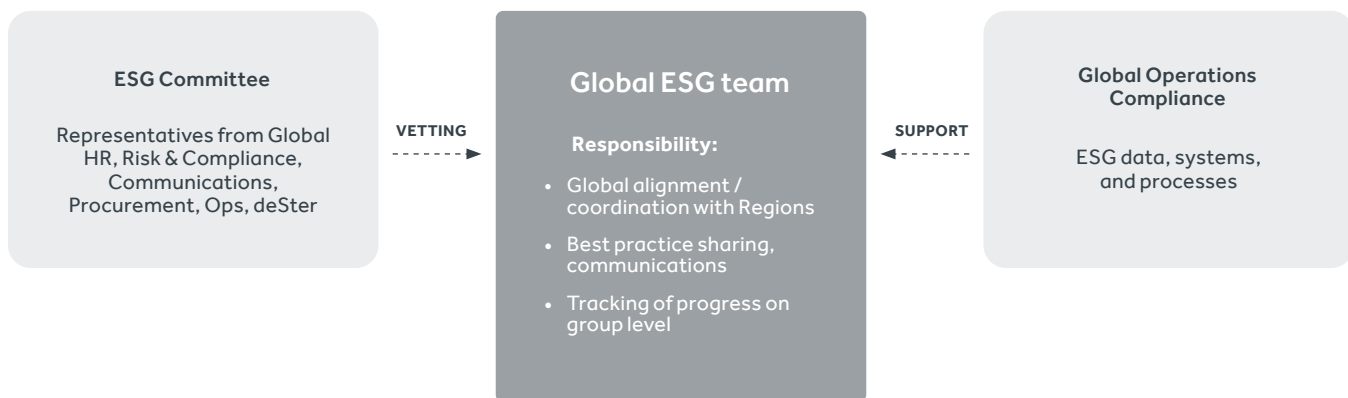 ESG Committee
Representatives from Global
HR, Risk & Compliance,
Communications,
Procurement, Ops, deSter
VETTING
Global ESG team
Responsibility:
• Global alignment /
coordination with Regions
• Best practice sharing,
communications
• Tracking of progress on
group level
SUPPORT
Global Operations
Compliance
ESG data, systems,
and processes